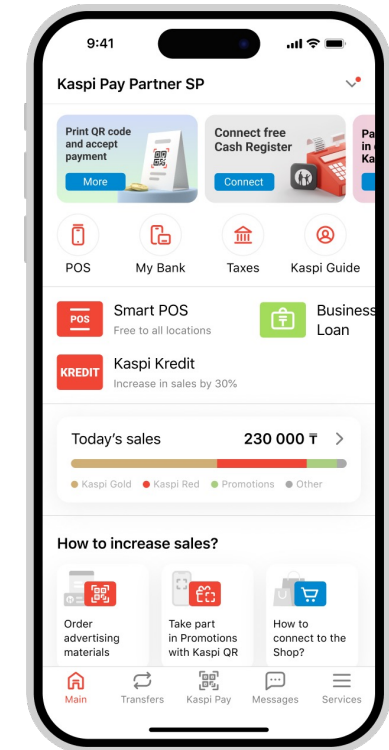 9:41
Kaspi Pay Partner SP
Print QR code
and accept
payment
More
Connect free
Cash Register
Connect
POS
My Bank
Taxes
Kaspi Guide
POS
Smart POS
Free to all locations
Business
Loan
KREDIT
Kaspi Kredit
Increase in sales by 30%
Today's sales
230 000 ₸
Kaspi Gold
Kaspi Red
Promotions
Other
How to increase sales?
Order
advertising
materials
Take part
in Promotions
with Kaspi QR
How to
connect to the
Shop?
Main
Transfers
Kaspi Pay
Messages
Services